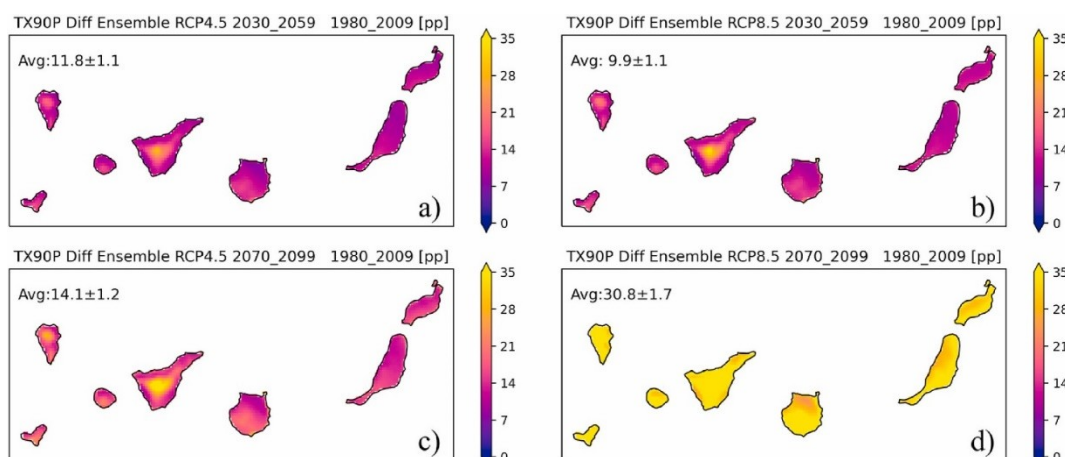 TX90P Diff Ensemble RCP4.5 2030_2059 1980_2009 [pp]
Avg:11.8±1.1
35
28
21
14
7
0
a)
TX90P Diff Ensemble RCP8.5 2030_2059 1980_2009 [pp]
Avg: 9.9±1.1
35
28
21
14
7
0
b)
TX90P Diff Ensemble RCP4.5 2070_2099 1980_2009 [pp]
Avg:14.1±1.2
35
28
21
14
7
0
c)
TX90P Diff Ensemble RCP8.5 2070_2099 1980_2009 [pp]
Avg:30.8±1.7
35
28
21
14
7
0
d)